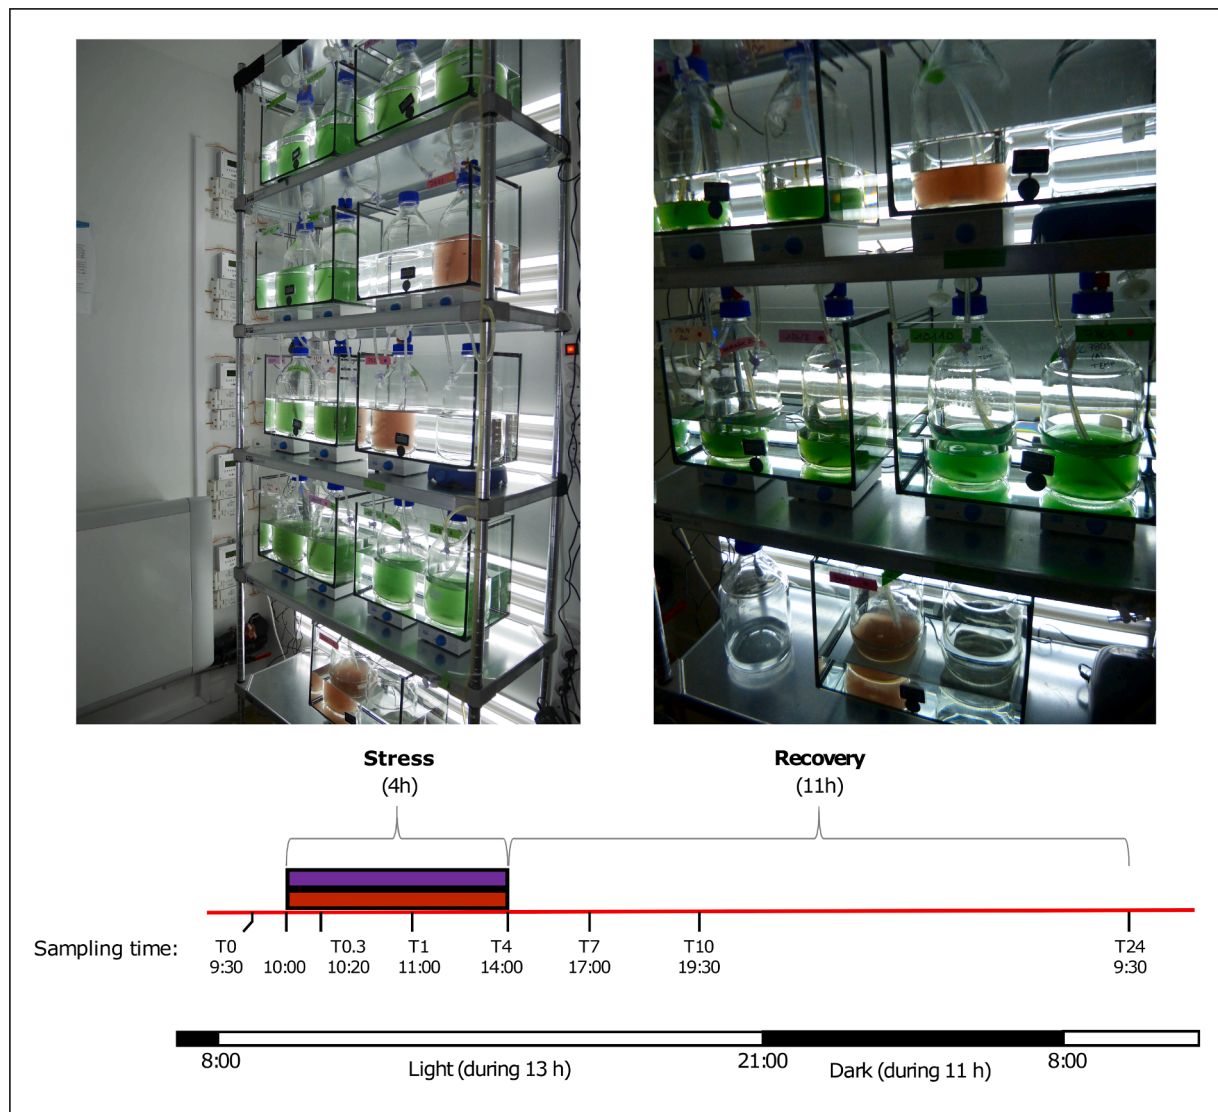 Stress
(4h)
Recovery
(11h)
Sampling time:
T0
9:30
10:00
T0.3
10:20
T1
11:00
T4
14:00
T7
17:00
T10
19:30
T24
9:30
8:00
Light (during 13 h)
21:00
Dark (during 11 h)
8:00